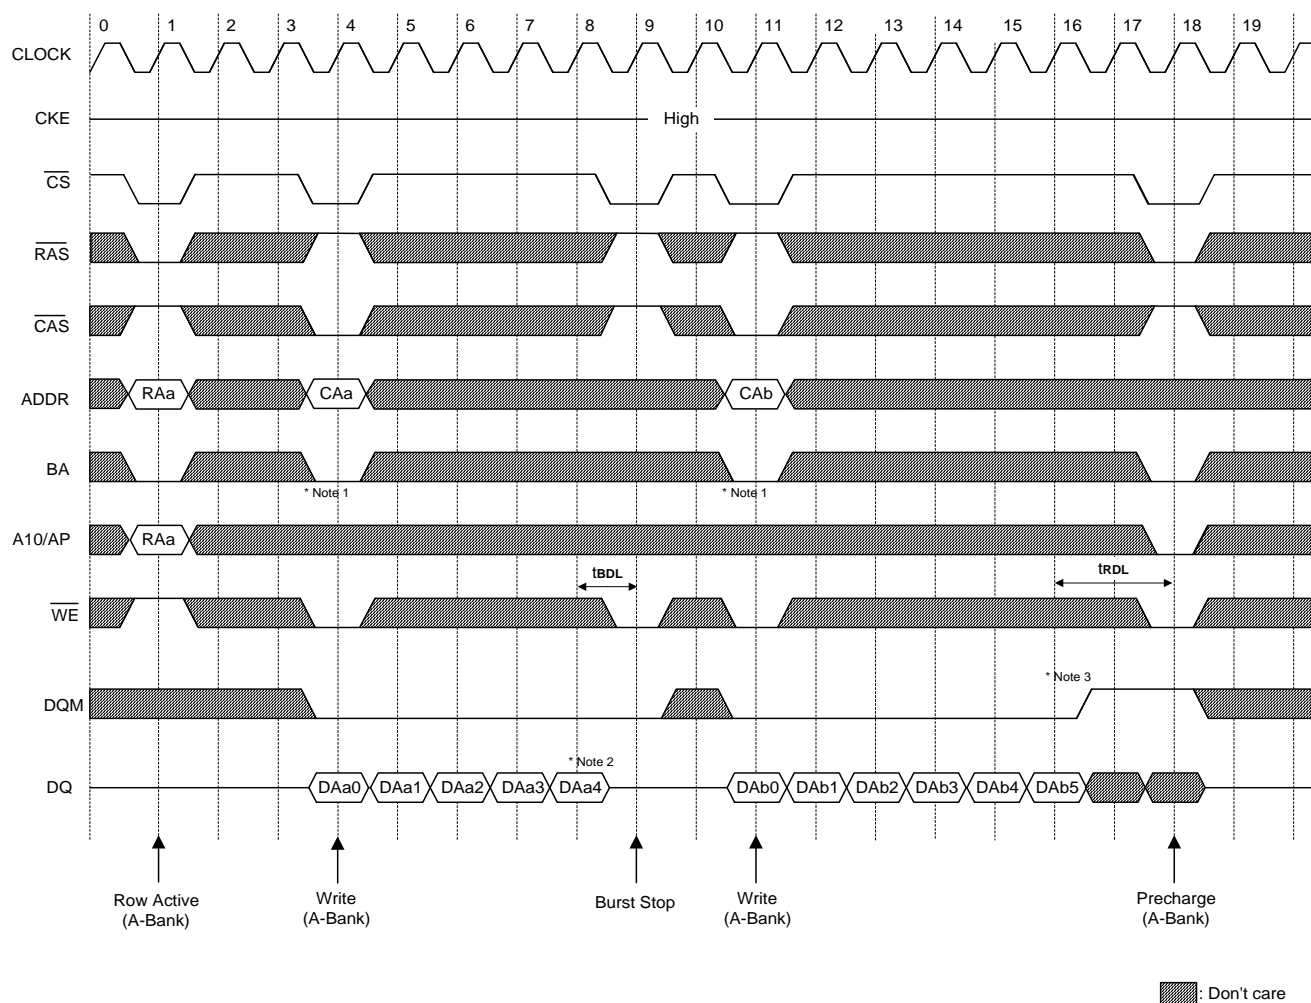 0 1 2 3 4 5 6 7 8 9 10 11 12 13 14 15 16 17 18 19
CLOCK
CKE High
CS
RAS
CAS
ADDR RAa CAa CAb
BA
* Note 1 * Note 1
A10/AP RAa
tBDL tRDL
WE
* Note 3
DQM
* Note 2
DQ DAa0 DAa1 DAa2 DAa3 DAa4 DAb0 DAb1 DAb2 DAb3 DAb4 DAb5
Row Active Write Burst Stop Write Precharge
(A-Bank) (A-Bank) (A-Bank) (A-Bank)
: Don't care